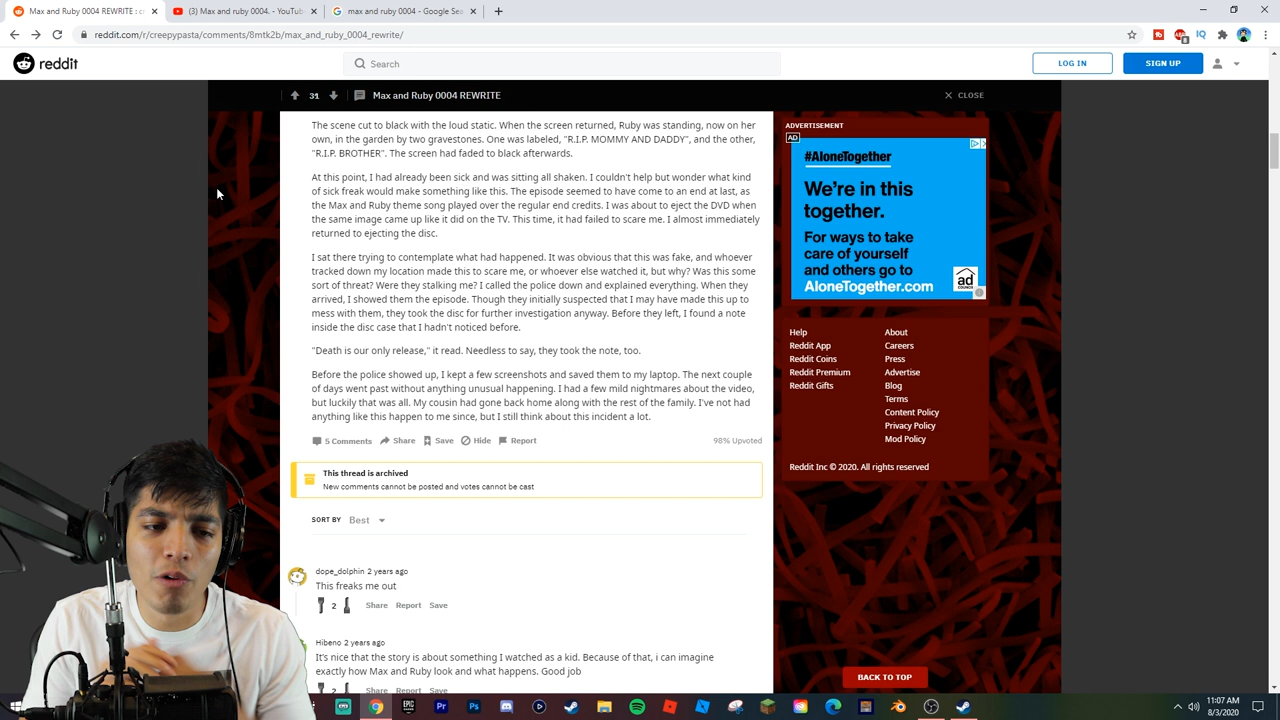 Max and Ruby 0004 REWRITE : c
(3) Max and ruby 0004. - YouTub
max and ruby 0004 - Google Sea
reddit.com/r/creepypasta/comments/8mtk2b/max_and_ruby_0004_rewrite/
reddit
Search
LOG IN
SIGN UP
31
Max and Ruby 0004 REWRITE
CLOSE
The scene cut to black with the loud static. When the screen returned, Ruby was standing, now on her
own, in the garden by two gravestones. One was labeled, "R.I.P. MOMMY AND DADDY", and the other,
"R.I.P. BROTHER". The screen had faded to black afterwards.
At this point, I had already been sick and was sitting all shaken. I couldn't help but wonder what kind
of sick freak would make something like this. The episode seemed to have come to an end at last, as
the Max and Ruby theme song played over the regular end credits. I was about to eject the DVD when
the same image came up like it did on the TV. This time, it had failed to scare me. I almost immediately
returned to ejecting the disc.
I sat there trying to contemplate what had happened. It was obvious that this was fake, and whoever
tracked down my location made this to scare me, or whoever else watched it, but why? Was this some
sort of threat? Were they stalking me? I called the police down and explained everything. When they
arrived, I showed them the episode. Though they initially suspected that I may have made this up to
mess with them, they took the disc for further investigation anyway. Before they left, I found a note
inside the disc case that I hadn't noticed before.
"Death is our only release," it read. Needless to say, they took the note, too.
Before the police showed up, I kept a few screenshots and saved them to my laptop. The next couple
of days went past without anything unusual happening. I had a few mild nightmares about the video,
but luckily that was all. My cousin had gone back home along with the rest of the family. I've not had
anything like this happen to me since, but I still think about this incident a lot.
5 Comments
Share
Save
Hide
Report
98% Upvoted
This thread is archived
New comments cannot be posted and votes cannot be cast
SORT BY
Best
dope_dolphin 2 years ago
This freaks me out
2
Share
Report
Save
Hibeno 2 years ago
It's nice that the story is about something I watched as a kid. Because of that, i can imagine
exactly how Max and Ruby look and what happens. Good job
2
Share
Report
Save
ADVERTISEMENT
AD
#AloneTogether
We're in this
together.
For ways to take
care of yourself
and others go to
AloneTogether.com
ad
Help
Reddit App
Reddit Coins
Reddit Premium
Reddit Gifts
About
Careers
Press
Advertise
Blog
Terms
Content Policy
Privacy Policy
Mod Policy
Reddit Inc © 2020. All rights reserved
BACK TO TOP
11:07 AM
8/3/2020